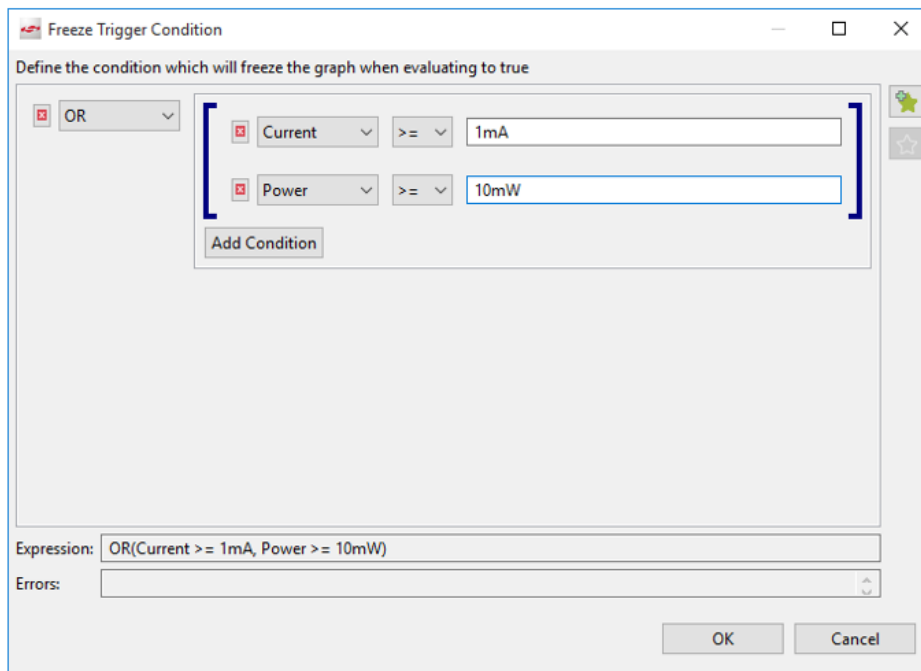 Freeze Trigger Condition
Define the condition which will freeze the graph when evaluating to true
OR
Current >= 1mA
Power >= 10mW
Add Condition
Expression: OR(Current >= 1mA, Power >= 10mW)
Errors:
OK Cancel